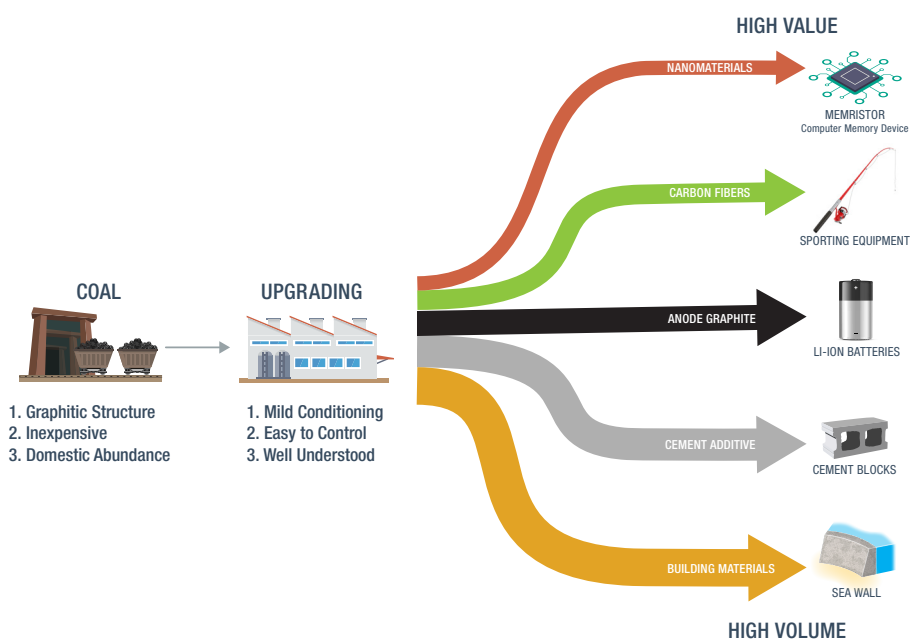 HIGH VALUE
NANOMATERIALS
MEMRISTOR
Computer Memory Device
CARBON FIBERS
SPORTING EQUIPMENT
COAL
UPGRADING
ANODE GRAPHITE
LI-ION BATTERIES
1. Graphitic Structure
2. Inexpensive
3. Domestic Abundance
1. Mild Conditioning
2. Easy to Control
3. Well Understood
CEMENT ADDITIVE
CEMENT BLOCKS
BUILDING MATERIALS
SEA WALL
HIGH VOLUME